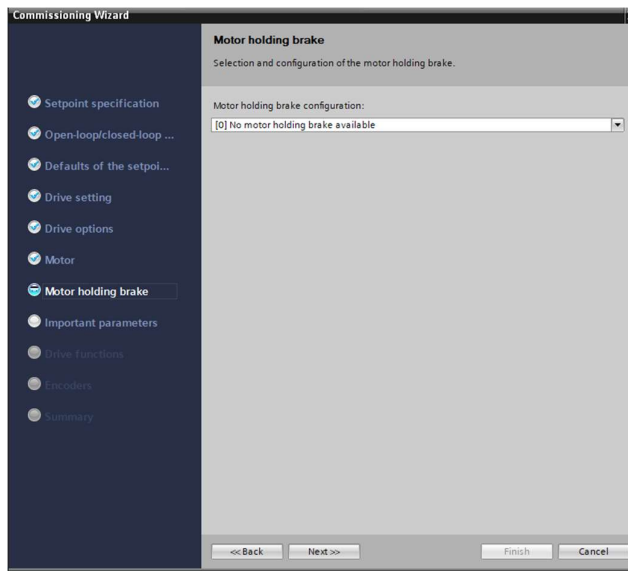 Commissioning Wizard
Motor holding brake
Selection and configuration of the motor holding brake.
Setpoint specification
Open-loop/closed-loop ...
Defaults of the setpoi...
Drive setting
Drive options
Motor
Motor holding brake
Important parameters
Drive functions
Encoders
Summary
Motor holding brake configuration:
[0] No motor holding brake available
<< Back
Next >>
Finish
Cancel